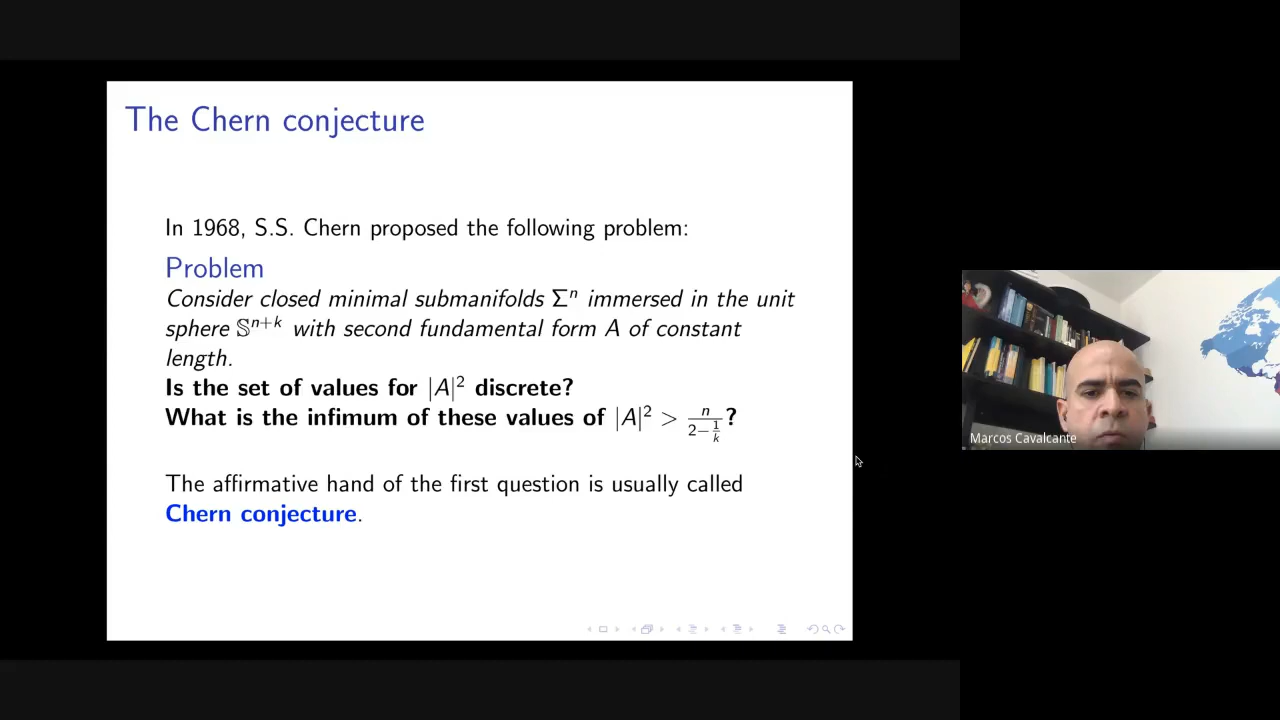 The Chern conjecture
In 1968, S.S. Chern proposed the following problem:
Problem
Consider closed minimal submanifolds Σⁿ immersed in the unit
sphere 𝕊ⁿ⁺ᵏ with second fundamental form A of constant
length.
Is the set of values for |A|² discrete?
What is the infimum of these values of |A|² > n/(2−1/k)?
The affirmative hand of the first question is usually called
Chern conjecture.
Marcos Cavalcante